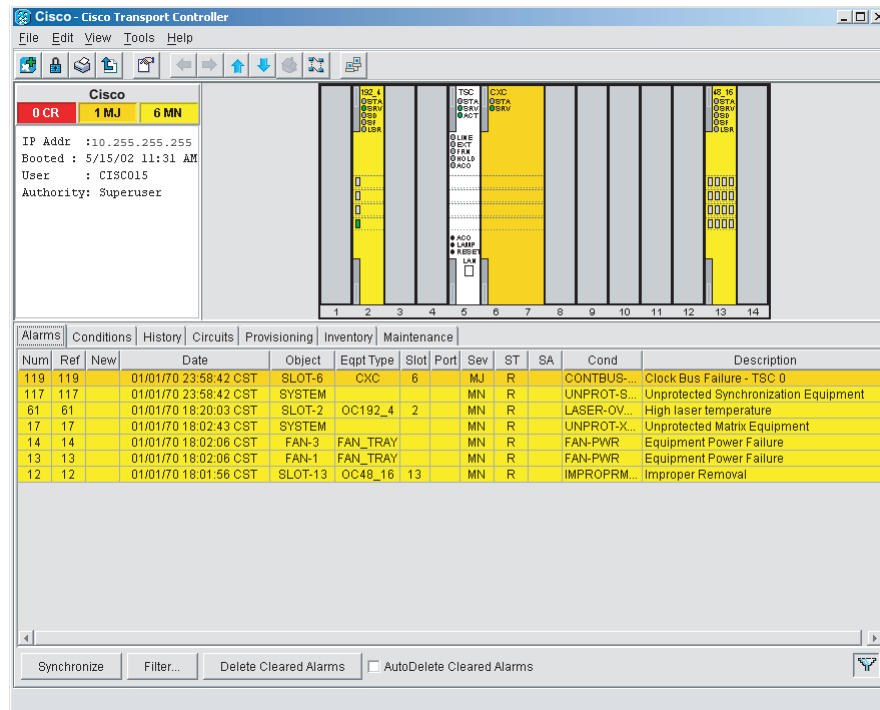 Cisco - Cisco Transport Controller
File Edit View Tools Help
Cisco
0 CR 1 MJ 6 MN
IP Addr :10.255.255.255
Booted : 5/15/02 11:31 AM
User : CISCO15
Authority: Superuser
192_4
STA
SRV
SD
SF
LSR
TSC
STA
SRV
ACT
LINE
EXT
FRN
HOLD
ACO
ACO
LAMP
RESET
LAN
CXC
STA
SRV
48_16
STA
SRV
SD
SF
LSR
1 2 3 4 5 6 7 8 9 10 11 12 13 14
Alarms Conditions History Circuits Provisioning Inventory Maintenance
Num Ref New Date Object Eqpt Type Slot Port Sev ST SA Cond Description
119 119 01/01/70 23:58:42 CST SLOT-6 CXC 6 MJ R CONTBUS-... Clock Bus Failure - TSC 0
117 117 01/01/70 23:58:42 CST SYSTEM MN R UNPROT-S... Unprotected Synchronization Equipment
61 61 01/01/70 18:20:03 CST SLOT-2 OC192_4 2 MN R LASER-OV... High laser temperature
17 17 01/01/70 18:02:43 CST SYSTEM MN R UNPROT-X... Unprotected Matrix Equipment
14 14 01/01/70 18:02:06 CST FAN-3 FAN_TRAY MN R FAN-PWR Equipment Power Failure
13 13 01/01/70 18:02:06 CST FAN-1 FAN_TRAY MN R FAN-PWR Equipment Power Failure
12 12 01/01/70 18:01:56 CST SLOT-13 OC48_16 13 MN R IMPROPRM... Improper Removal
Synchronize Filter... Delete Cleared Alarms AutoDelete Cleared Alarms